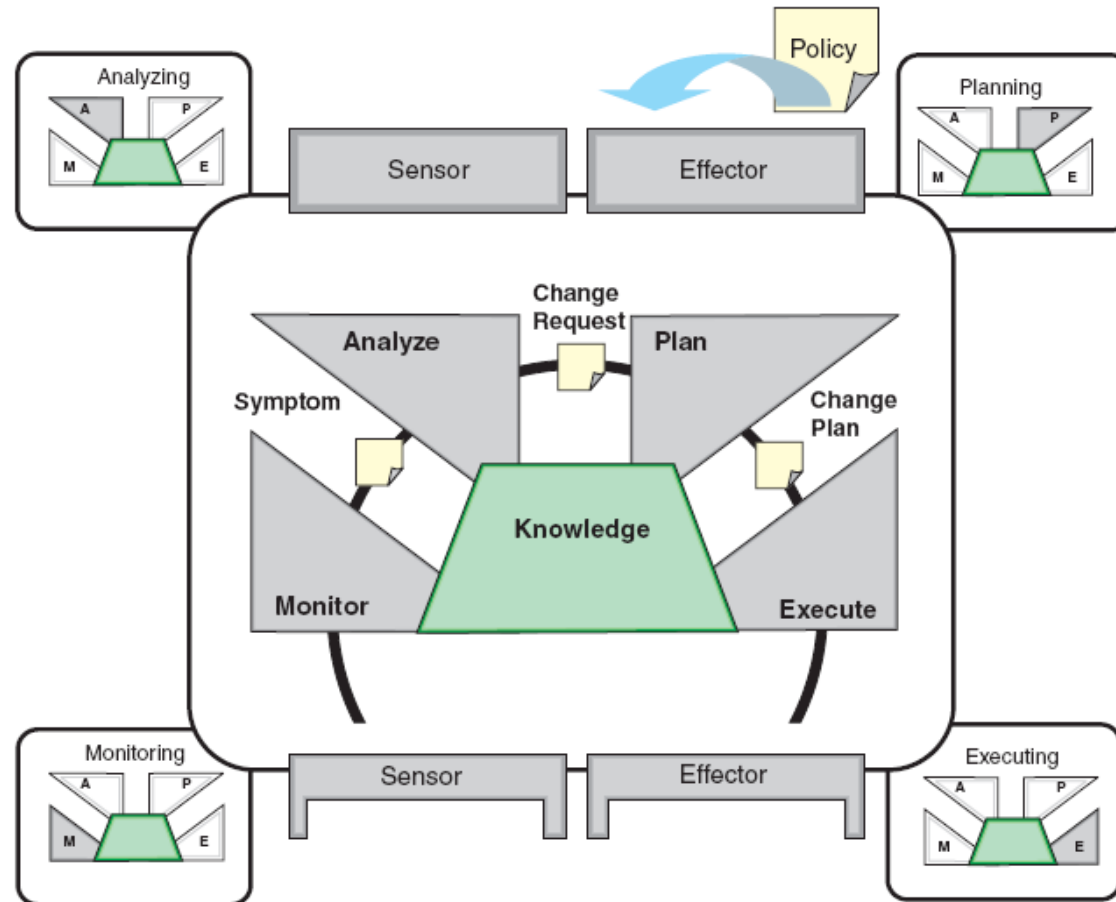 Policy
Analyzing
A
P
M
E
Planning
A
P
M
E
Sensor
Effector
Change
Request
Analyze
Plan
Symptom
Change
Plan
Knowledge
Monitor
Execute
Monitoring
A
P
M
E
Sensor
Effector
Executing
A
P
M
E